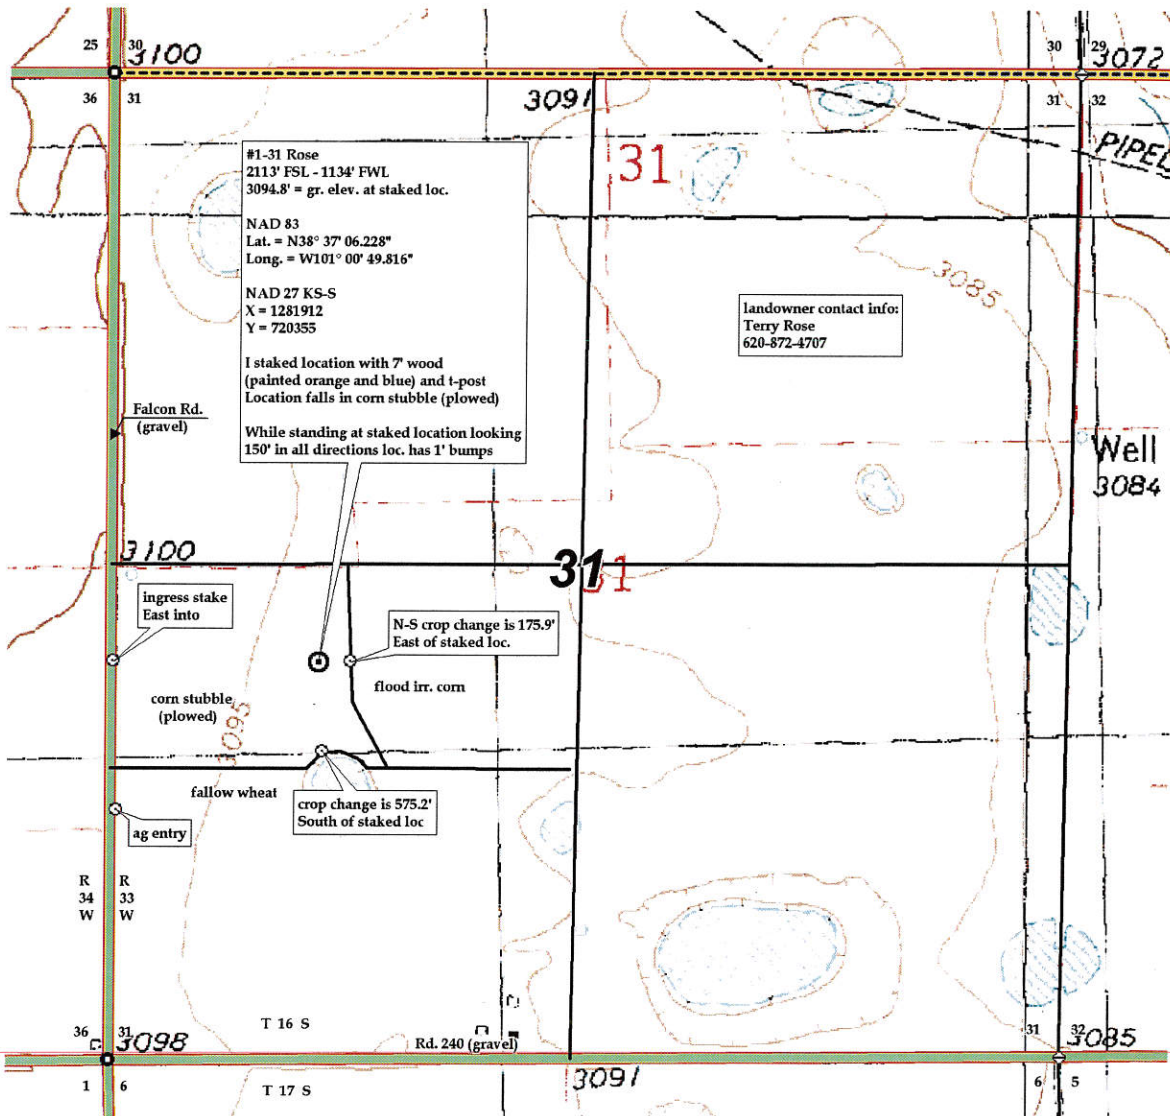 25 30
3100
30 29
3072
36 31
3091
31 32
PIPEL
#1-31 Rose
2113' FSL - 1134' FWL
3094.8' = gr. elev. at staked loc.
NAD 83
Lat. = N38° 37' 06.228"
Long. = W101° 00' 49.816"
NAD 27 KS-S
X = 1281912
Y = 720355
I staked location with 7' wood
(painted orange and blue) and t-post
Location falls in corn stubble (plowed)
While standing at staked location looking
150' in all directions loc. has 1' bumps
31
3085
landowner contact info:
Terry Rose
620-872-4707
Falcon Rd.
(gravel)
Well
3084
3100
31
31
ingress stake
East into
N-S crop change is 175.9'
East of staked loc.
flood irr. corn
corn stubble
(plowed)
3095
fallow wheat
crop change is 575.2'
South of staked loc
ag entry
R R
34 33
W W
T 16 S
36 31
3098
Rd. 240 (gravel)
31 32
3085
1 6
T 17 S
3091
6 5